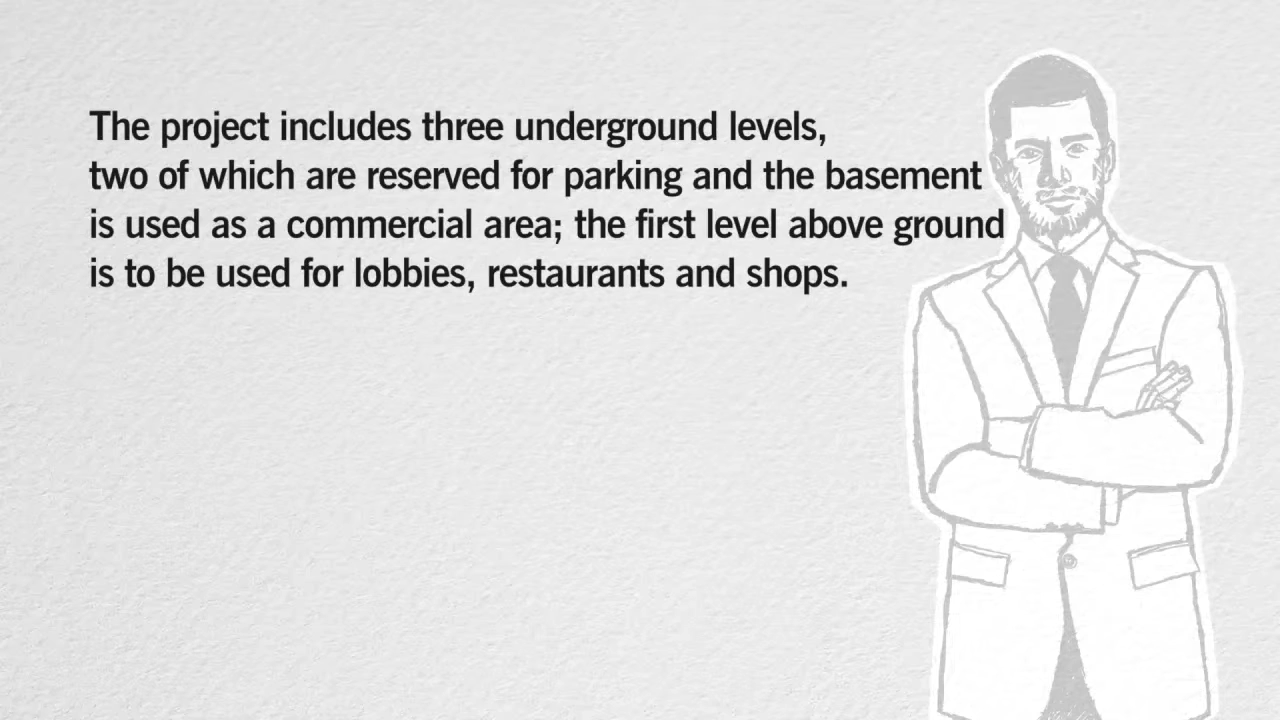 The project includes three underground levels,
two of which are reserved for parking and the basement
is used as a commercial area; the first level above ground
is to be used for lobbies, restaurants and shops.